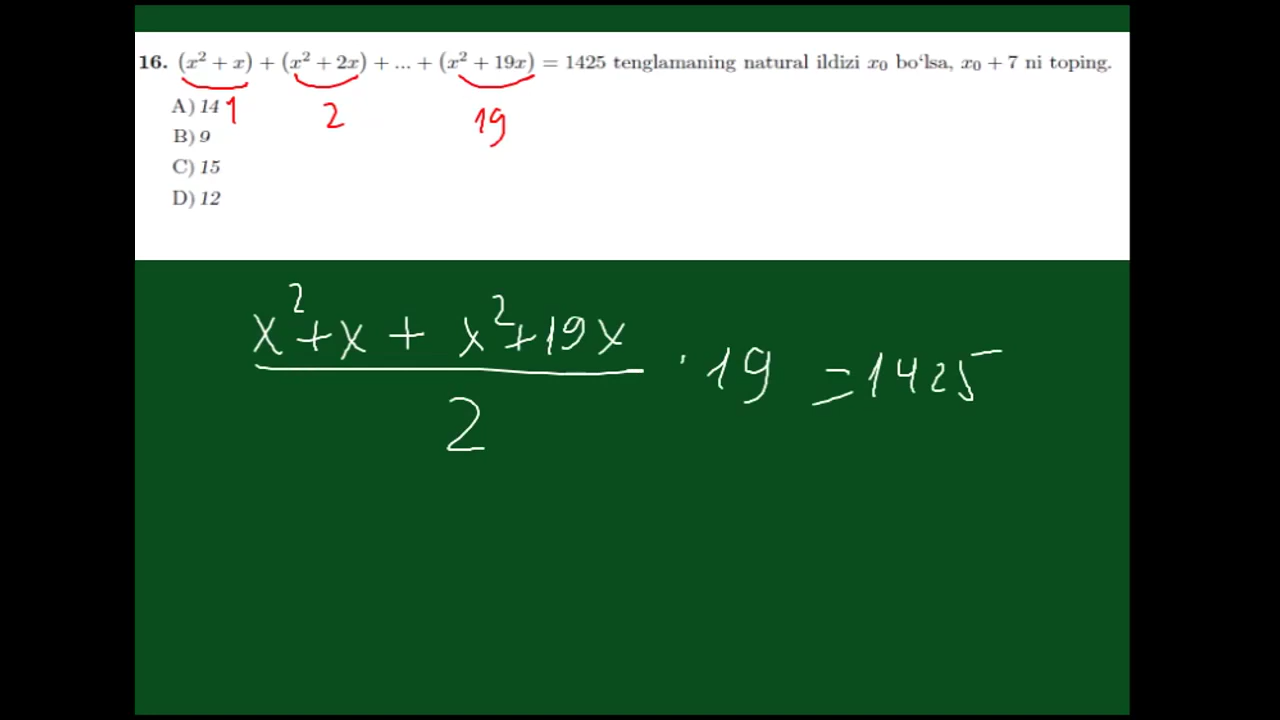 16. (x² + x) + (x² + 2x) + ... + (x² + 19x) = 1425 tenglamaning natural ildizi x₀ bo‘lsa, x₀ + 7 ni toping.
1 2 19
A) 14
B) 9
C) 15
D) 12
x² + x + x² + 19x
2
· 19 = 1425